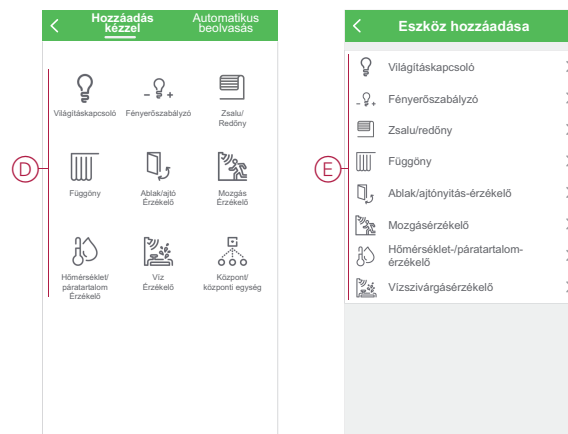 Hozzáadás
kézzel
Automatikus
beolvasás
Világításkapcsoló
Fényerőszabályzó
Zsalu/
Redőny
Függöny
Ablak/ajtó
Érzékelő
Mozgás
Érzékelő
Hőmérséklet/
páratartalom
Érzékelő
Víz
Érzékelő
Központ/
központi egység
D
Eszköz hozzáadása
Világításkapcsoló
Fényerőszabályzó
Zsalu/redőny
Függöny
Ablak/ajtónyitás-érzékelő
Mozgásérzékelő
Hőmérséklet-/páratartalom-
érzékelő
Vízszivárgásérzékelő
E